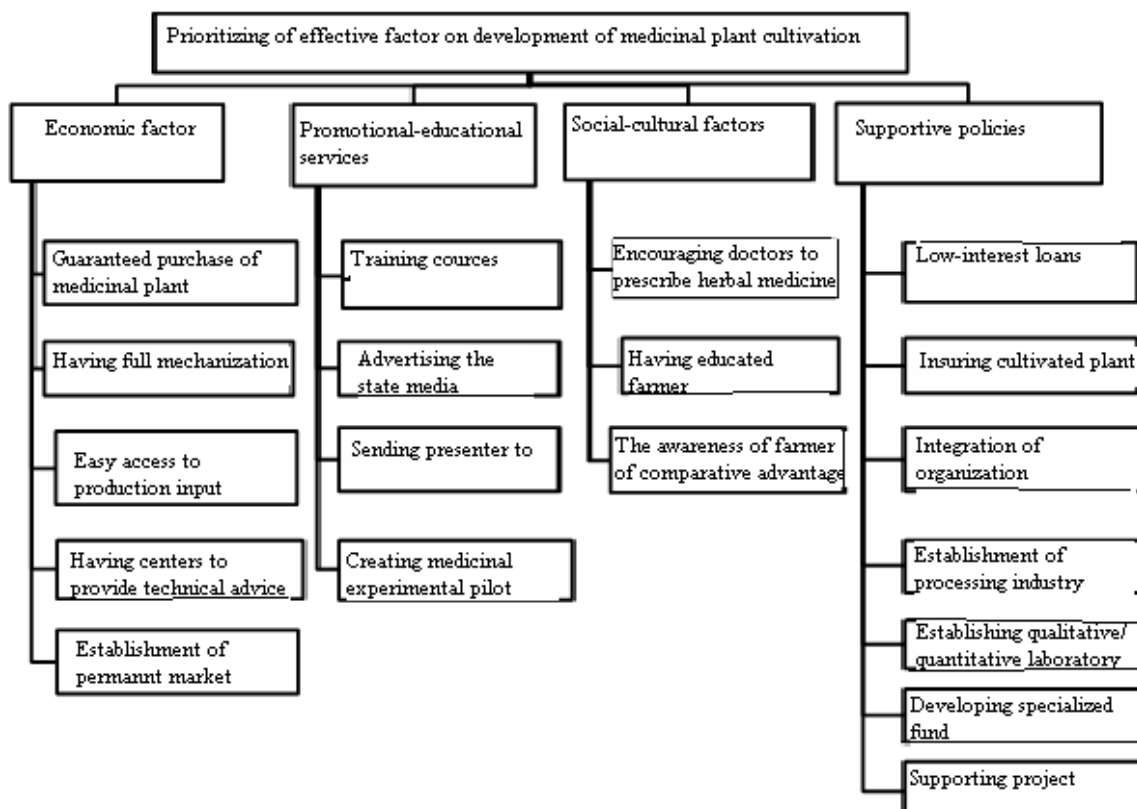 Prioritizing of effective factor on development of medicinal plant cultivation
Economic factor
Guaranteed purchase of
medicinal plant
Having full mechanization
Easy access to
production input
Having centers to
provide technical advice
Establishment of
permannt market
Promotional-educational
services
Training cources
Advertising the
state media
Sending presenter to
Creating medicinal
experimental pilot
Social-cultural factors
Encouraging doctors to
prescribe herbal medicine
Having educated
farmer
The awareness of farmer
of comparative advantage
Supportive policies
Low-interest loans
Insuring cultivated plant
Integration of
organization
Establishment of
processing industry
Establishing qualitative/
quantitative laboratory
Developing specialized
fund
Supporting project